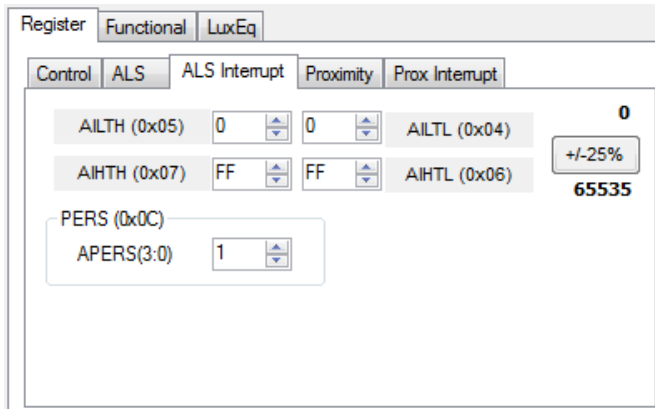 Register Functional LuxEq
Control ALS ALS Interrupt Proximity Prox Interrupt
AILTH (0x05) 0 0 AILTL (0x04) 0
+/-25%
AIHTH (0x07) FF FF AIHTL (0x06) 65535
PERS (0x0C)
APERS(3:0) 1